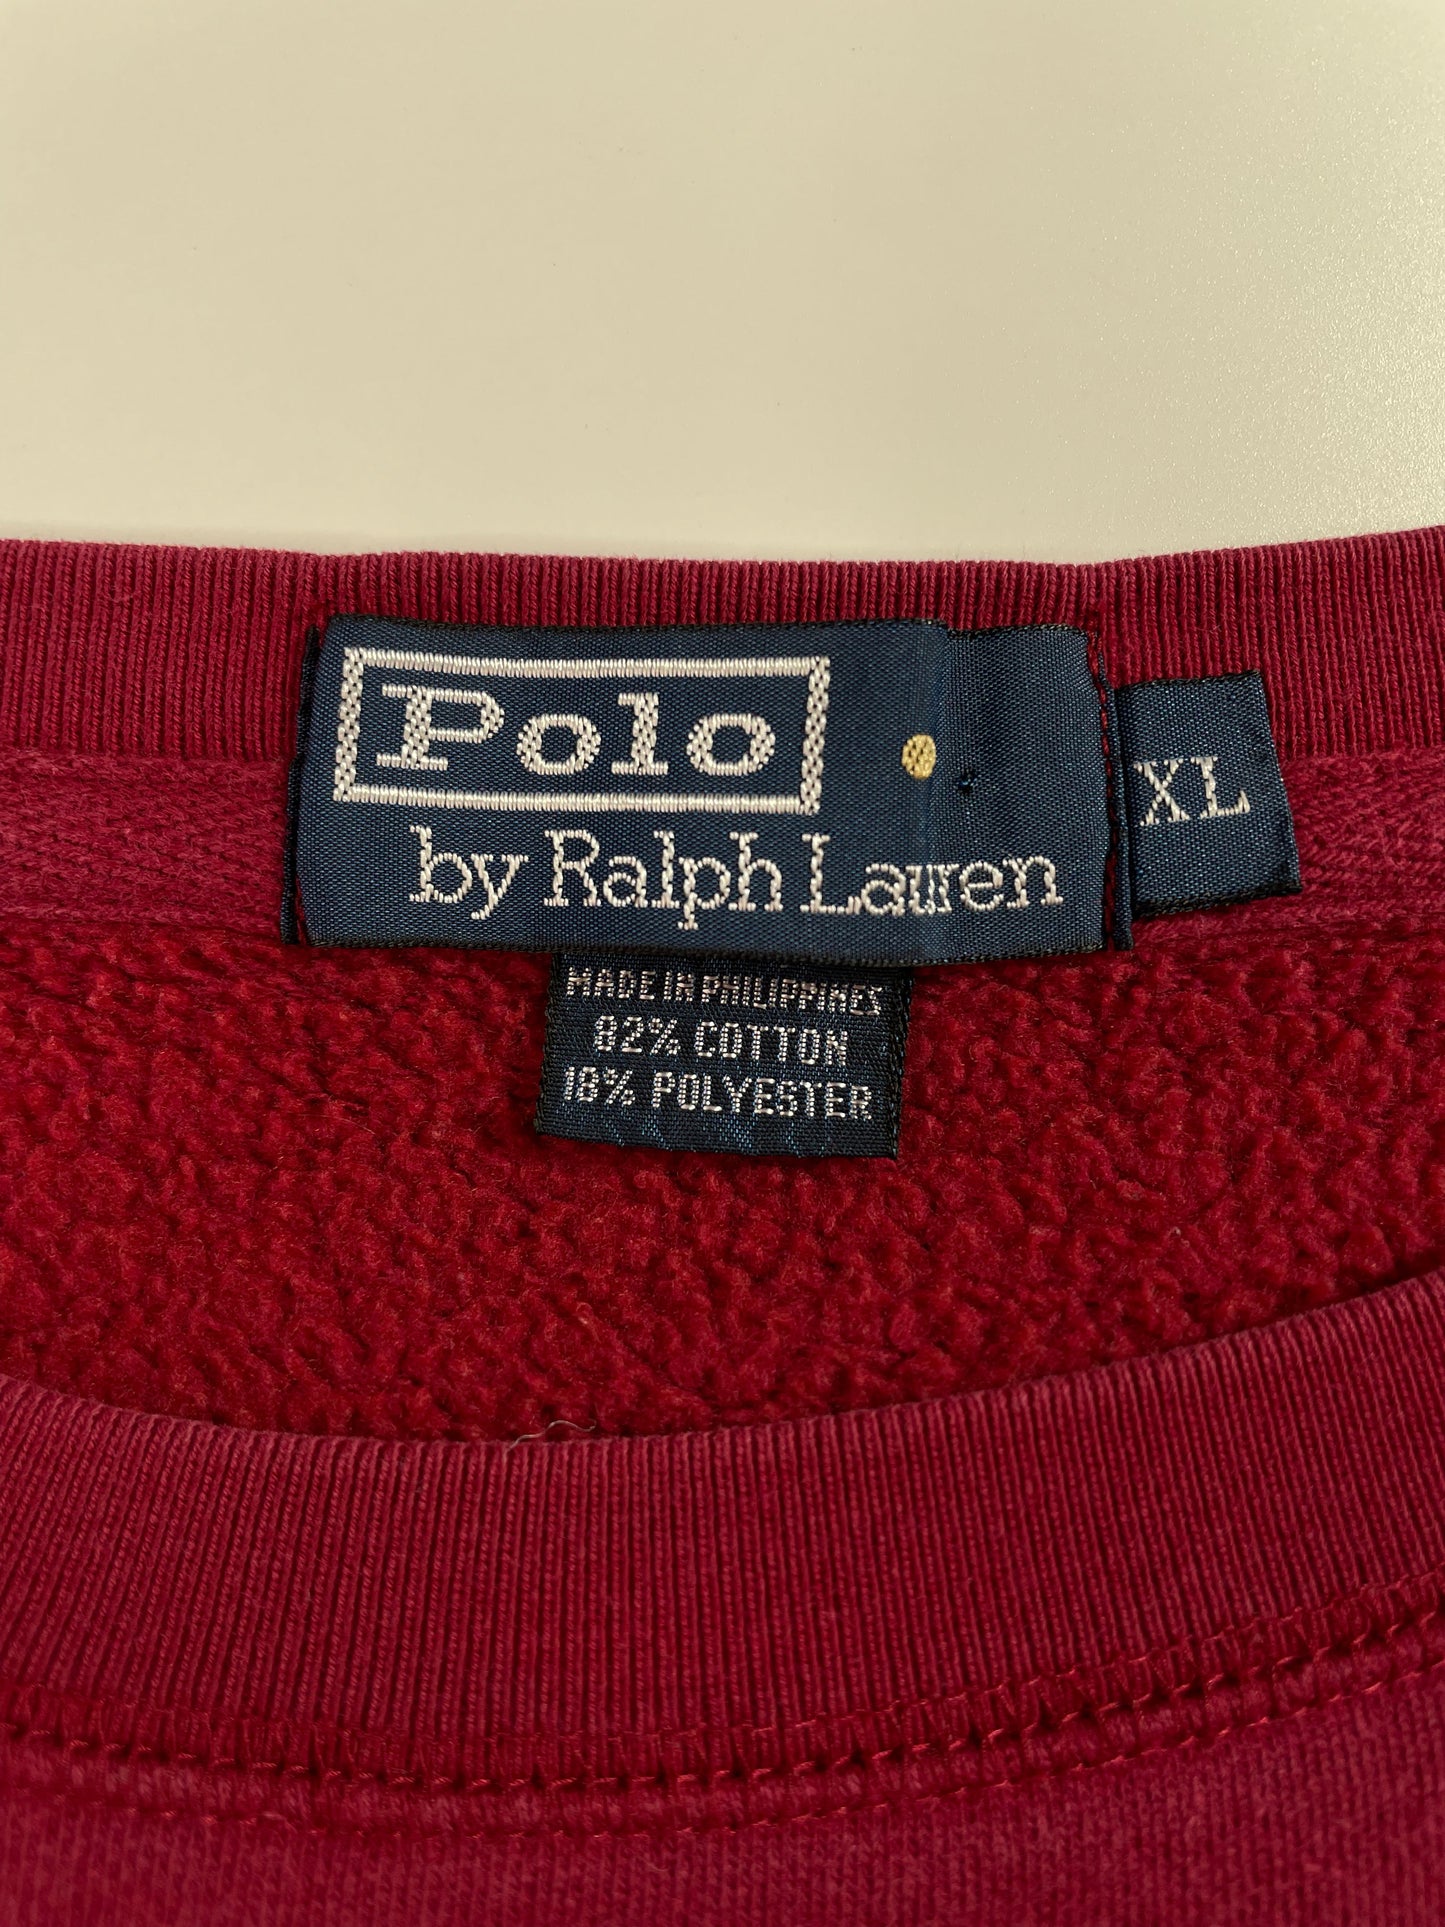 Polo
by Ralph Lauren
XL
MADE IN PHILIPPINES
82% COTTON
18% POLYESTER